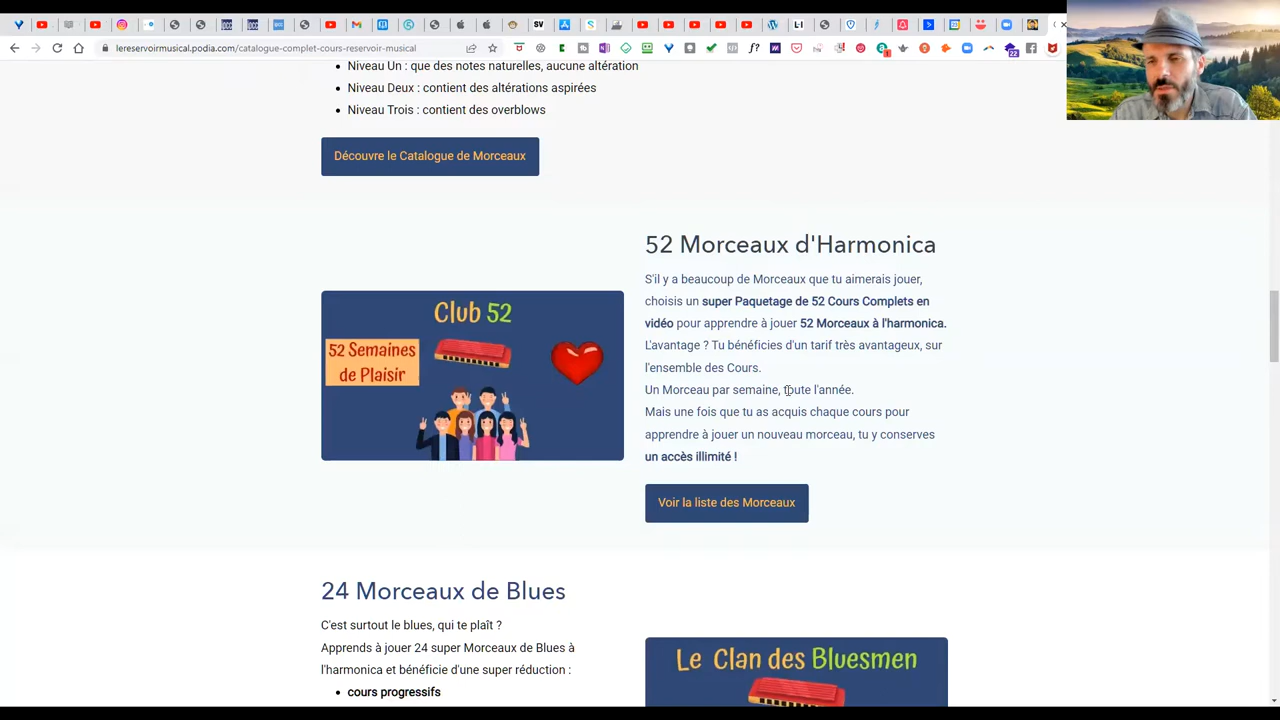 lereservoirmusical.podia.com/catalogue-complet-cours-reservoir-musical
Niveau Un : que des notes naturelles, aucune altération
Niveau Deux : contient des altérations aspirées
Niveau Trois : contient des overblows
Découvre le Catalogue de Morceaux
Club 52
52 Semaines
de Plaisir
52 Morceaux d'Harmonica
S'il y a beaucoup de Morceaux que tu aimerais jouer,
choisis un super Paquetage de 52 Cours Complets en
vidéo pour apprendre à jouer 52 Morceaux à l'harmonica.
L'avantage ? Tu bénéficies d'un tarif très avantageux, sur
l'ensemble des Cours.
Un Morceau par semaine, toute l'année.
Mais une fois que tu as acquis chaque cours pour
apprendre à jouer un nouveau morceau, tu y conserves
un accès illimité !
Voir la liste des Morceaux
24 Morceaux de Blues
C'est surtout le blues, qui te plaît ?
Apprends à jouer 24 super Morceaux de Blues à
l'harmonica et bénéficie d'une super réduction :
cours progressifs
Le Clan des Bluesmen